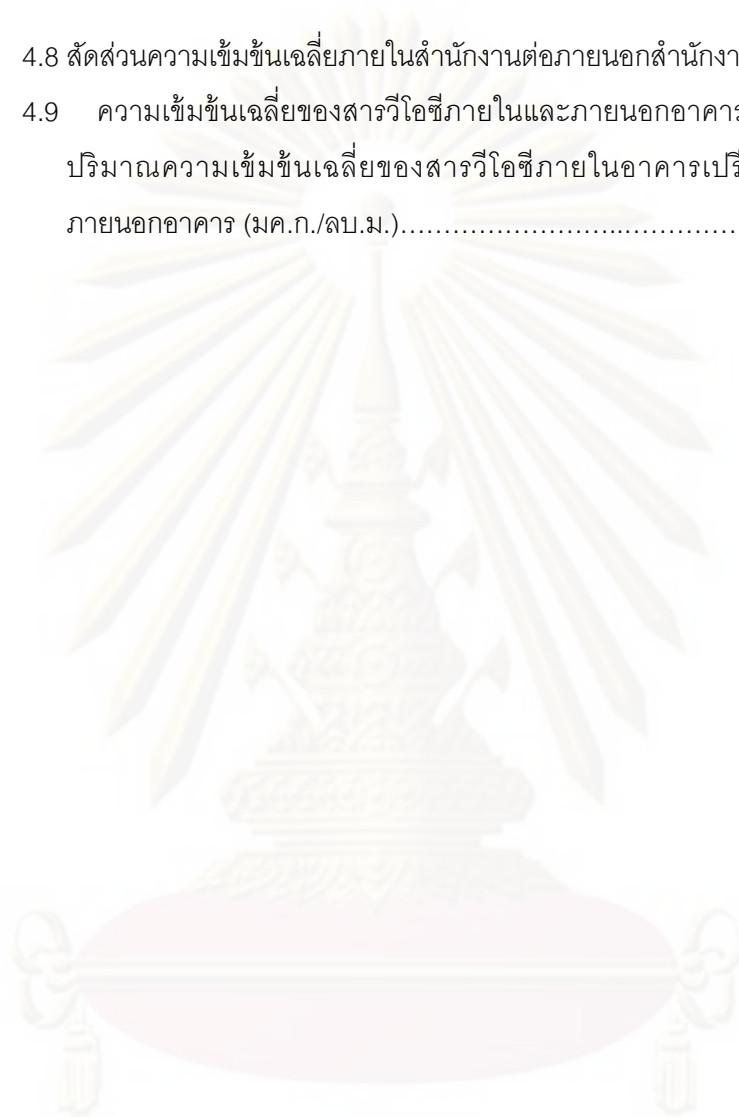 4.8 สัดส่วนความเข้มข้นเฉลี่ยภายในสำนักงานต่อภายนอกสำนักงา
4.9 ความเข้มข้นเฉลี่ยของสารวีโอซีภายในและภายนอกอาคาร
ปริมาณความเข้มข้นเฉลี่ยของสารวีโอซีภายในอาคารเปรี
ภายนอกอาคาร (มค.ก./ลบ.ม.)……………………..…………